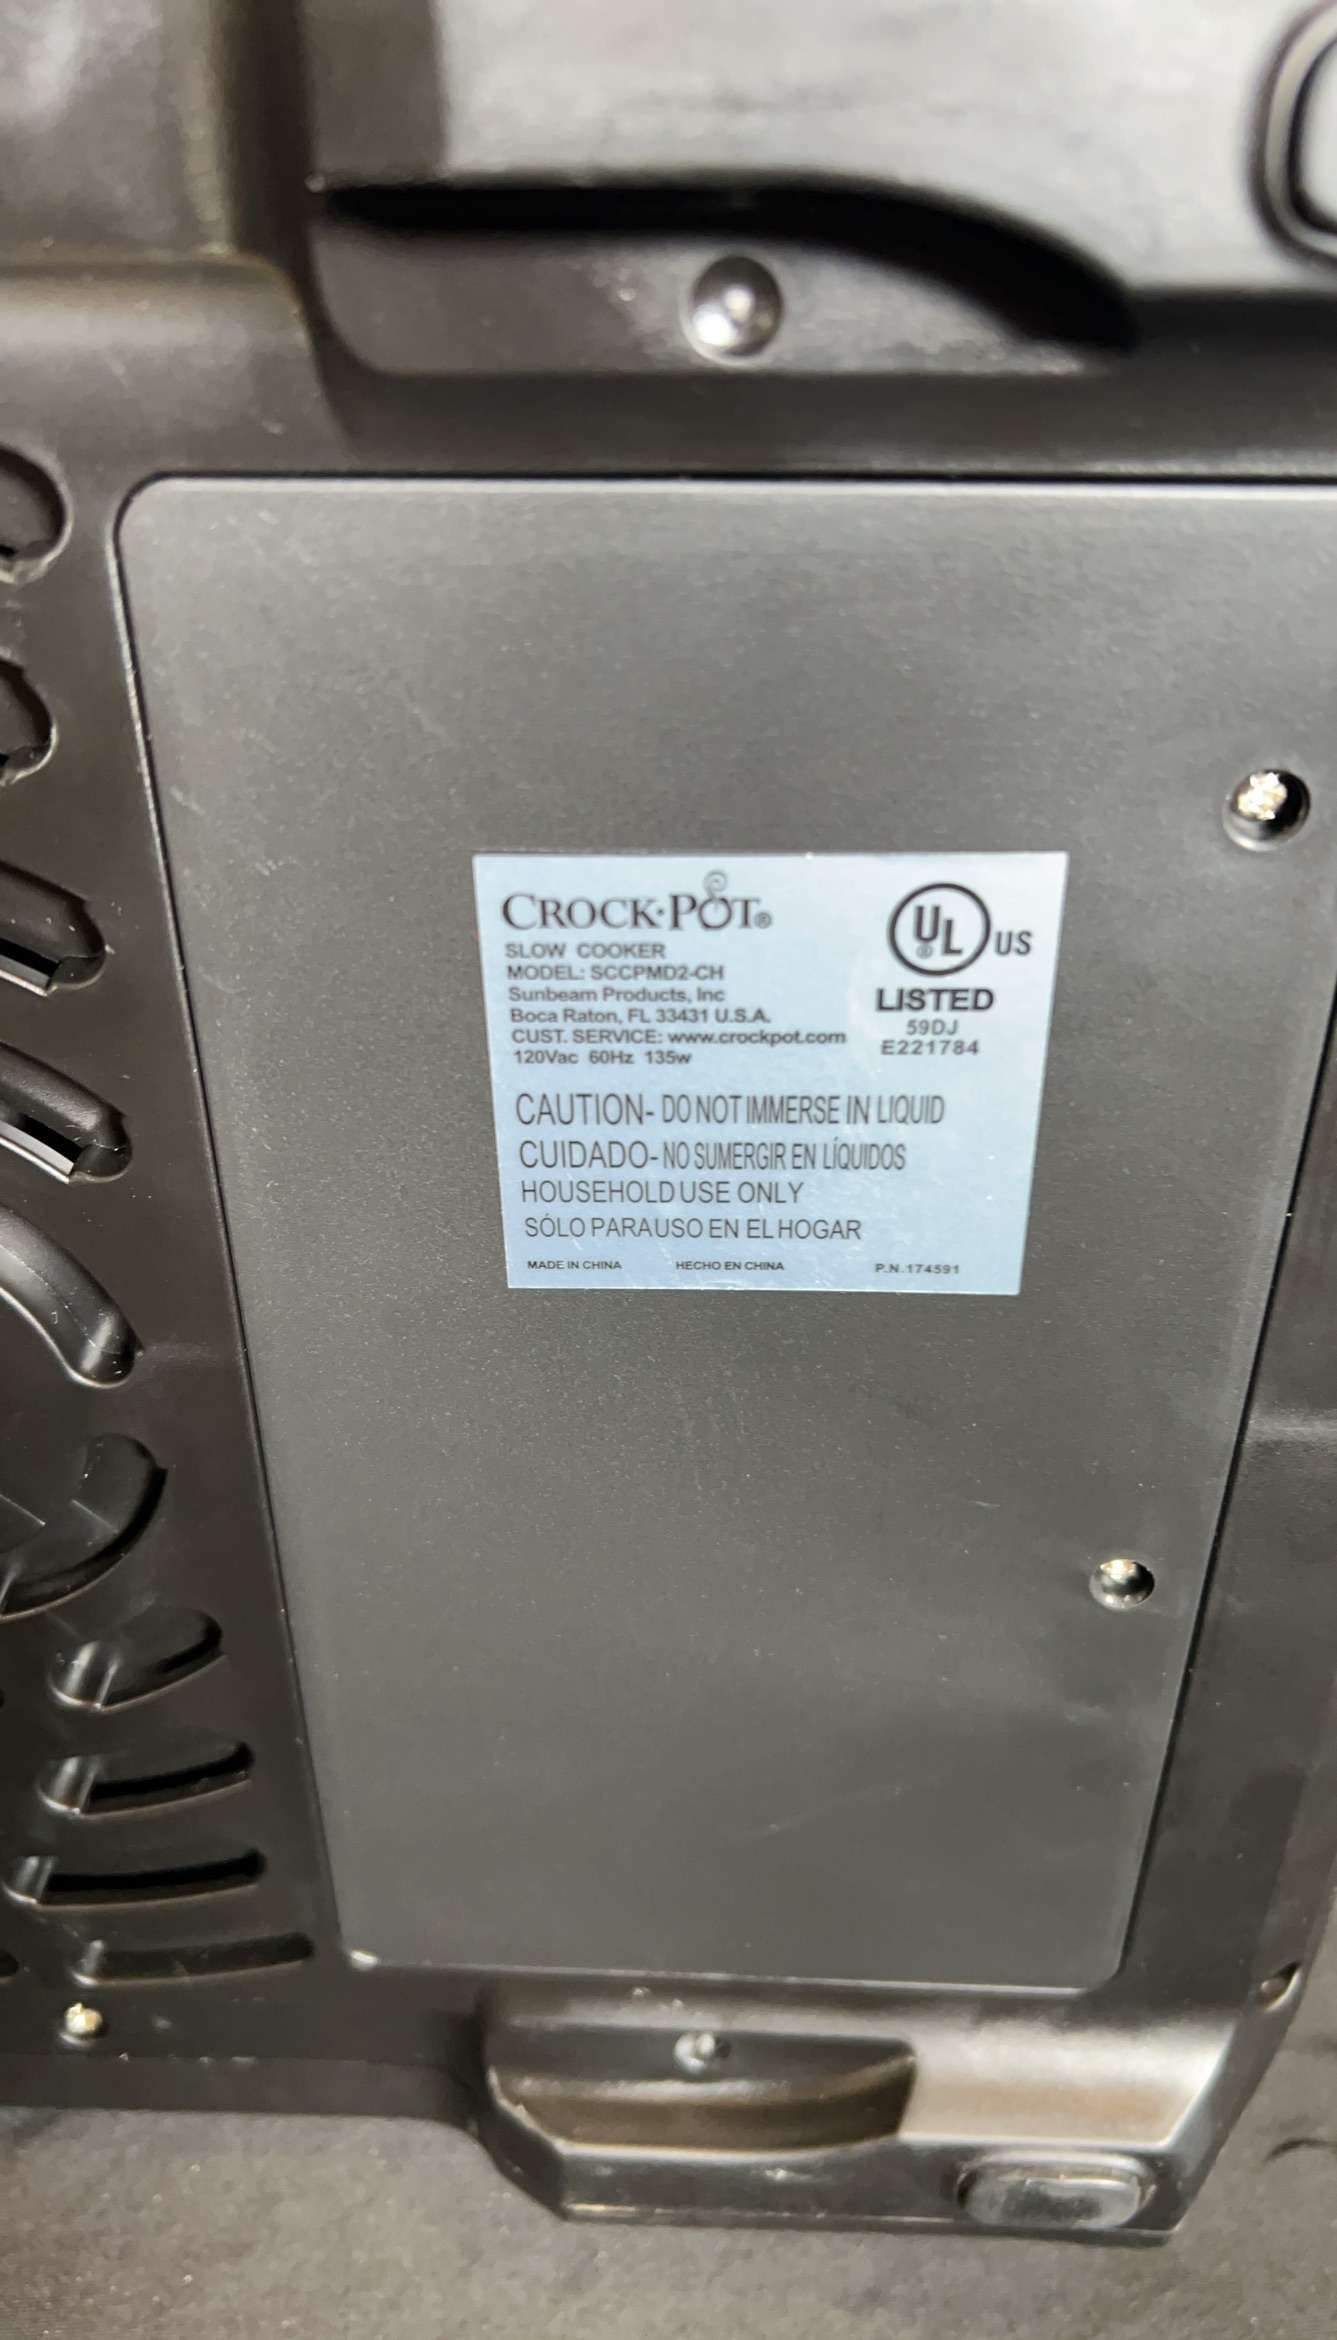 CROCK•POT®
SLOW COOKER
MODEL: SCCPMD2-CH
Sunbeam Products, Inc
Boca Raton, FL 33431 U.S.A.
CUST. SERVICE: www.crockpot.com
120Vac 60Hz 135w
UL® US
LISTED
59DJ
E221784
CAUTION- DO NOT IMMERSE IN LIQUID
CUIDADO- NO SUMERGIR EN LÍQUIDOS
HOUSEHOLD USE ONLY
SÓLO PARA USO EN EL HOGAR
MADE IN CHINA HECHO EN CHINA P.N.174591